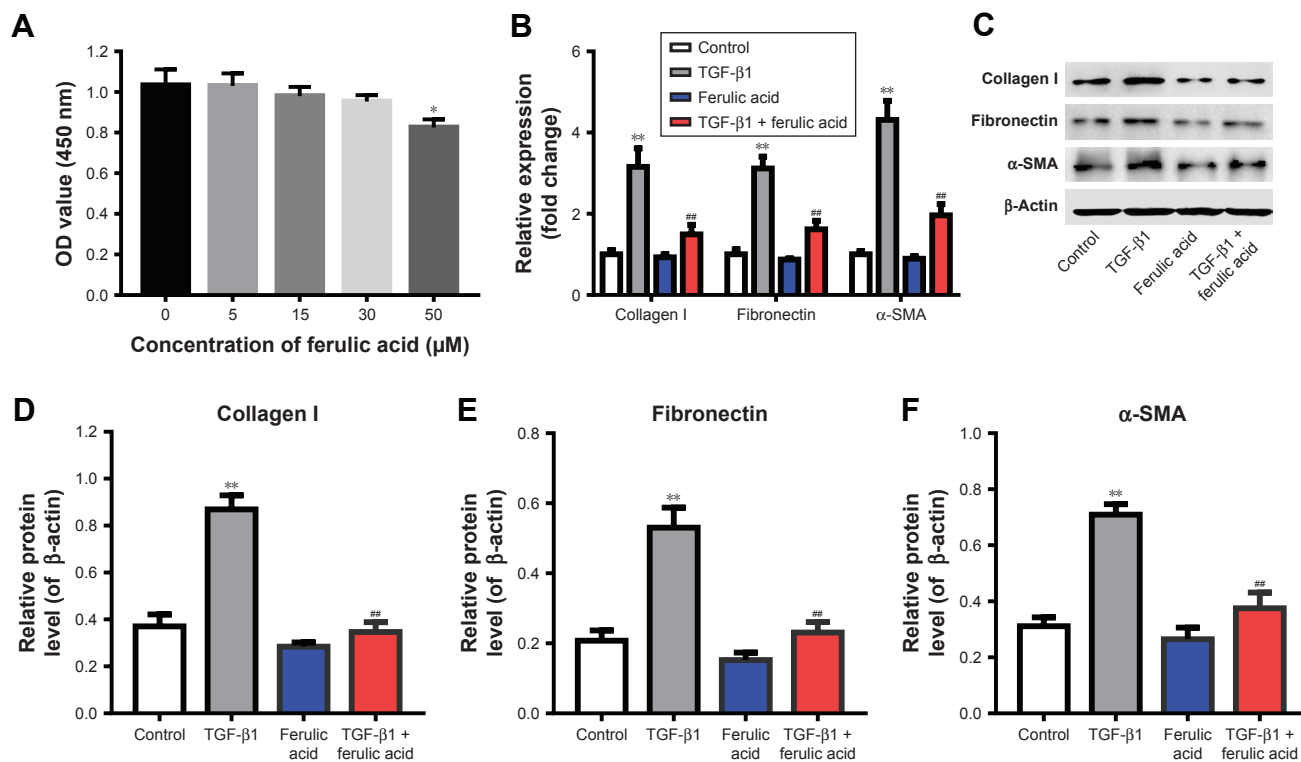 A
OD value (450 nm)
1.2
1.0
0.8
0.6
0.4
0.2
0.0
*
0 5 15 30 50
Concentration of ferulic acid (µM)
B
Relative expression
(fold change)
6
4
2
0
Control
TGF-β1
Ferulic acid
TGF-β1 + ferulic acid
** ## ** ## ** ##
Collagen I Fibronectin α-SMA
C
Collagen I
Fibronectin
α-SMA
β-Actin
Control
TGF-β1
Ferulic acid
TGF-β1 +
ferulic acid
D
Collagen I
Relative protein
level (of β-actin)
1.2
1.0
0.8
0.6
0.4
0.2
0.0
** ##
Control TGF-β1 Ferulic TGF-β1 +
acid ferulic acid
E
Fibronectin
Relative protein
level (of β-actin)
0.8
0.6
0.4
0.2
0.0
** ##
Control TGF-β1 Ferulic TGF-β1 +
acid ferulic acid
F
α-SMA
Relative protein
level (of β-actin)
1.0
0.8
0.6
0.4
0.2
0.0
** ##
Control TGF-β1 Ferulic TGF-β1 +
acid ferulic acid